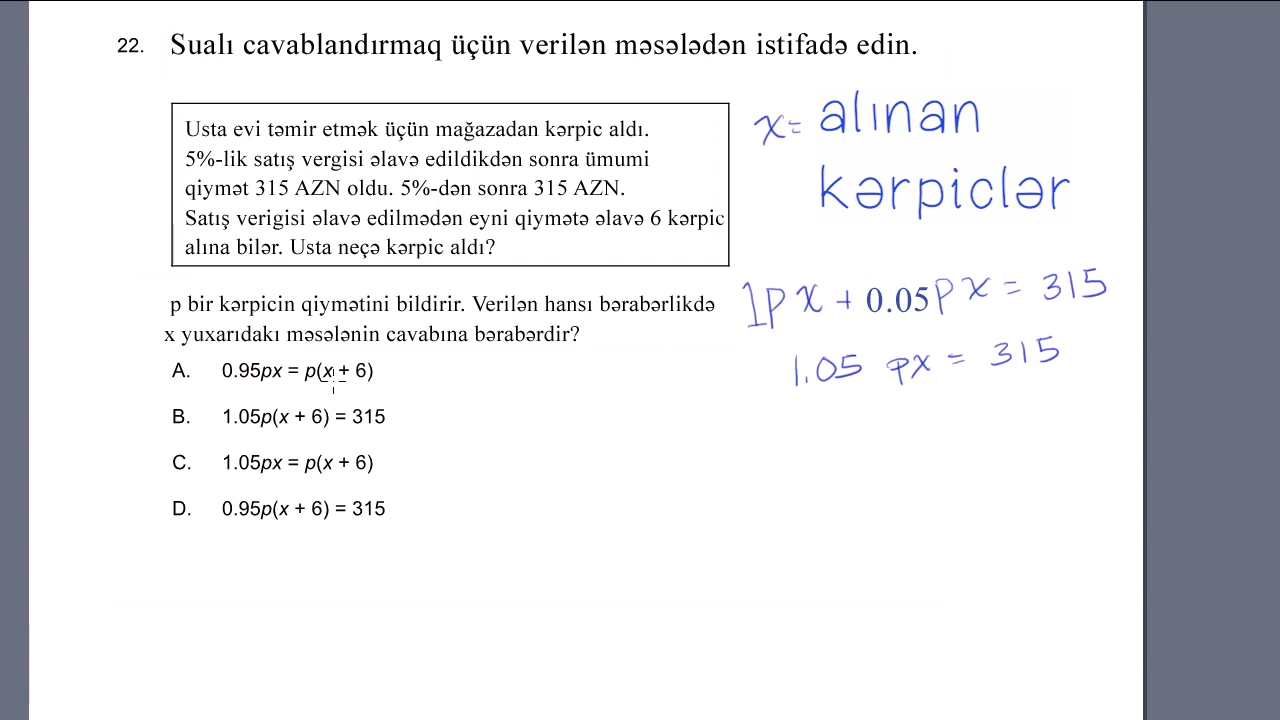 22. Sualı cavablandırmaq üçün verilən məsələdən istifadə edin.
Usta evi təmir etmək üçün mağazadan kərpic aldı.
5%-lik satış vergisi əlavə edildikdən sonra ümumi
qiymət 315 AZN oldu. 5%-dən sonra 315 AZN.
Satış verigisi əlavə edilmədən eyni qiymətə əlavə 6 kərpic
alına bilər. Usta neçə kərpic aldı?
x = alınan
kərpiclər
1px + 0.05px = 315
1.05 px = 315
p bir kərpicin qiymətini bildirir. Verilən hansı bərabərlikdə
x yuxarıdakı məsələnin cavabına bərabərdir?
A. 0.95px = p(x + 6)
B. 1.05p(x + 6) = 315
C. 1.05px = p(x + 6)
D. 0.95p(x + 6) = 315